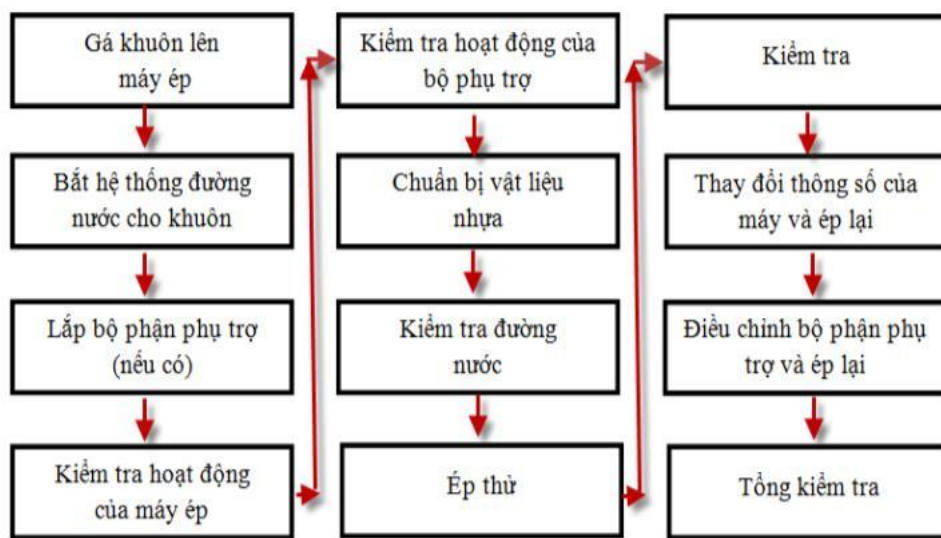 Gá khuôn lên
máy ép
Bắt hệ thống đường
nước cho khuôn
Lắp bộ phận phụ trợ
(nếu có)
Kiểm tra hoạt động
của máy ép
Kiểm tra hoạt động của
bộ phụ trợ
Chuẩn bị vật liệu
nhựa
Kiểm tra đường
nước
Ép thử
Kiểm tra
Thay đổi thông số của
máy và ép lại
Điều chỉnh bộ phận phụ
trợ và ép lại
Tổng kiểm tra